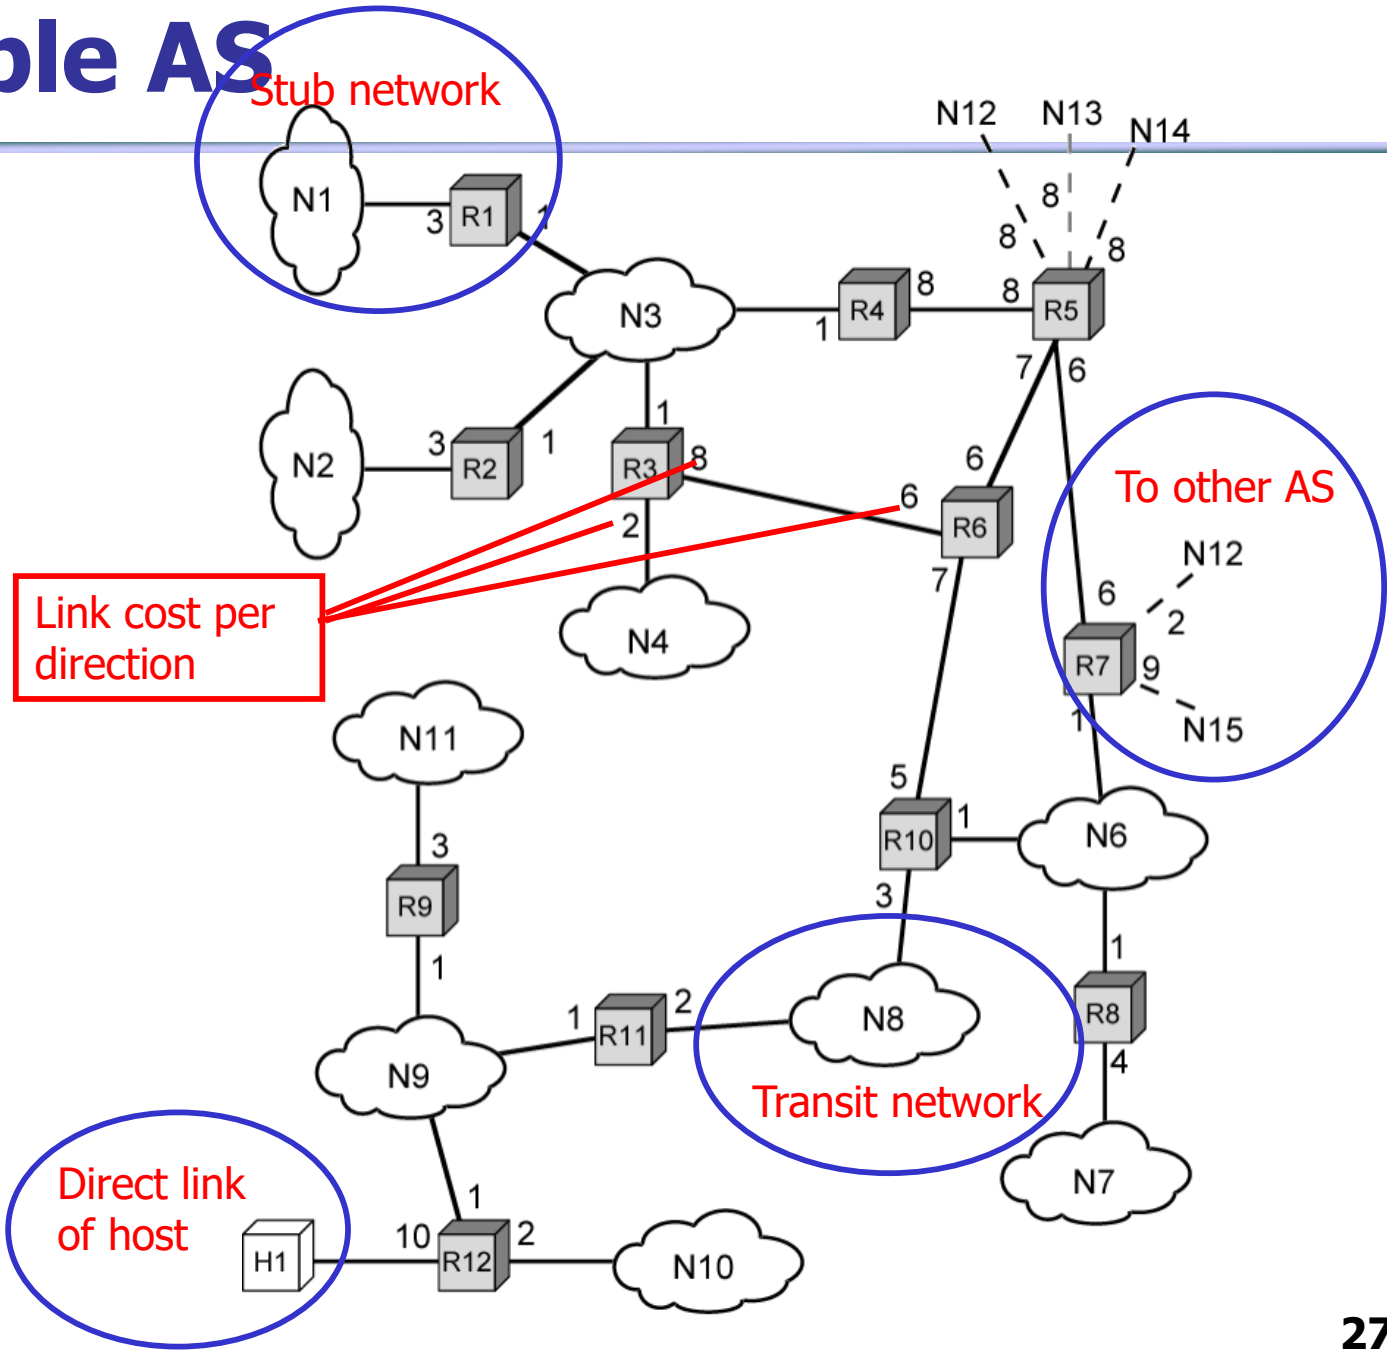 ple AS
Stub network
N12 N13 N14
N1 3 R1 1
8
8 8
N3 1 R4 8 8 R5
7 6
N2 3 R2 1
1
R3 8
2
6
6
R6
7
To other AS
N12
6
2
R7 9
1
N15
Link cost per
direction
N4
N11
3
R9
1
5
R10 1
3
N6
1
R8
4
N7
1 R11 2
N8
Transit network
N9
Direct link
of host
1
H1 10 R12 2 N10
27